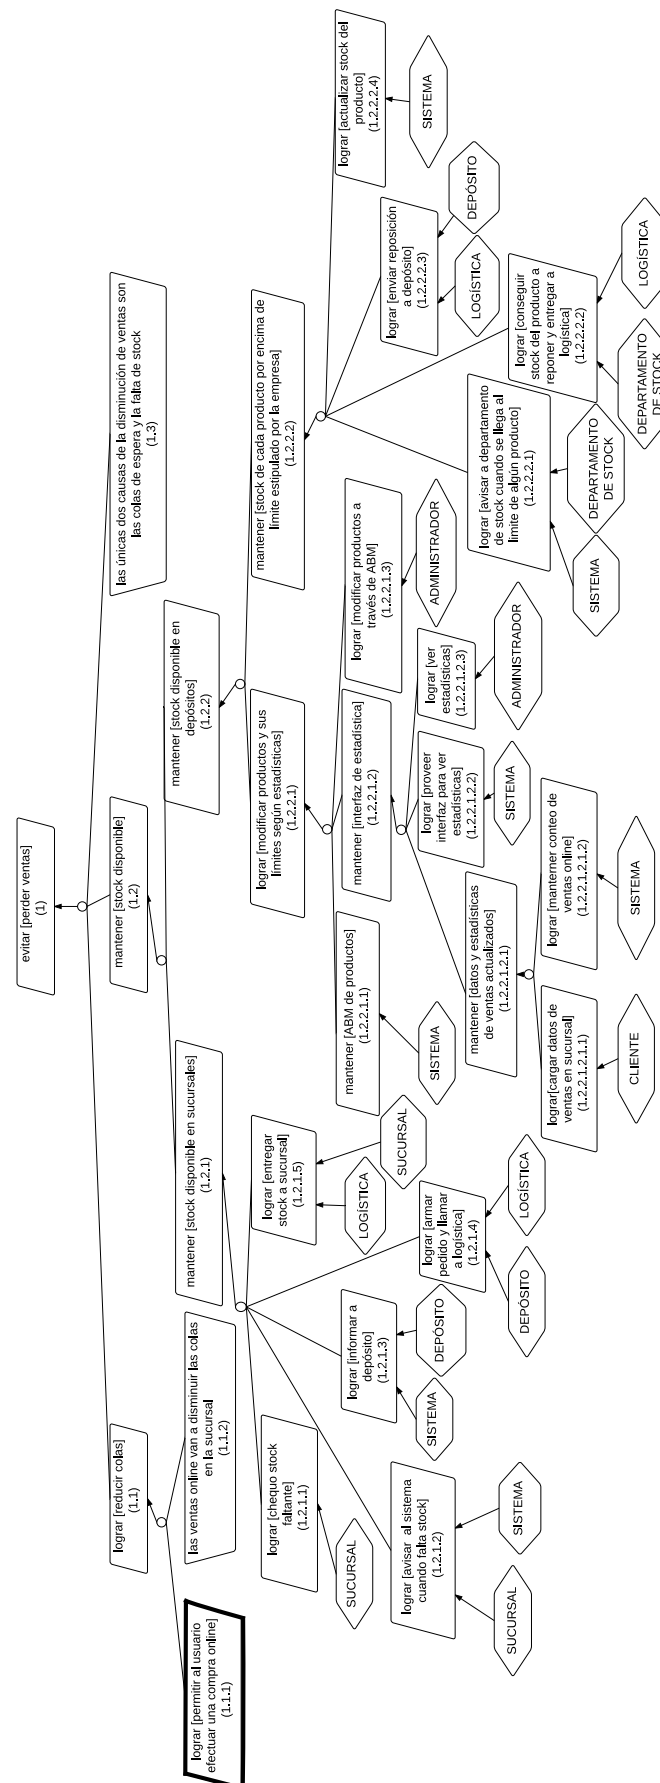 evitar [perder ventas]
(1)
lograr [reducir colas]
(1.1)
mantener [stock disponible]
(1.2)
las únicas dos causas de la disminución de ventas son
las colas de espera y la falta de stock
(1.3)
lograr [permitir al usuario
efectuar una compra online]
(1.1.1)
las ventas online van a disminuir las colas
en la sucursal
(1.1.2)
mantener [stock disponible en sucursales]
(1.2.1)
mantener [stock disponible en
depósitos]
(1.2.2)
lograr [chequo stock
faltante]
(1.2.1.1)
SUCURSAL
lograr [avisar al sistema
cuando falta stock]
(1.2.1.2)
SUCURSAL
SISTEMA
lograr [informar a
depósito]
(1.2.1.3)
SISTEMA
DEPÓSITO
lograr [armar
pedido y llamar
a logística]
(1.2.1.4)
DEPÓSITO
LOGÍSTICA
lograr [entregar
stock a sucursal]
(1.2.1.5)
LOGÍSTICA
SUCURSAL
lograr [modificar productos y sus
límites según estadísticas]
(1.2.2.1)
mantener [stock de cada producto por encima de
límite estipulado por la empresa]
(1.2.2.2)
mantener [ABM de productos]
(1.2.2.1.1)
SISTEMA
mantener [interfaz de estadística]
(1.2.2.1.2)
lograr [modificar productos a
través de ABM]
(1.2.2.1.3)
ADMINISTRADOR
mantener [datos y estadísticas
de ventas actualizados]
(1.2.2.1.2.1)
lograr [proveer
interfaz para ver
estadísticas]
(1.2.2.1.2.2)
SISTEMA
lograr [ver
estadísticas]
(1.2.2.1.2.3)
ADMINISTRADOR
lograr[cargar datos de
ventas en sucursal]
(1.2.2.1.2.1.1)
CLIENTE
lograr [manterner conteo de
ventas online]
(1.2.2.1.2.1.2)
SISTEMA
lograr [avisar a departamento
de stock cuando se llega al
límite de algún producto]
(1.2.2.2.1)
SISTEMA
DEPARTAMENTO
DE STOCK
lograr [conseguir
stock del producto a
reponer y entregar a
logística]
(1.2.2.2.2)
DEPARTAMENTO
DE STOCK
LOGÍSTICA
lograr [enviar reposición
a depósito]
(1.2.2.2.3)
LOGÍSTICA
DEPÓSITO
lograr [actualizar stock del
producto]
(1.2.2.2.4)
SISTEMA